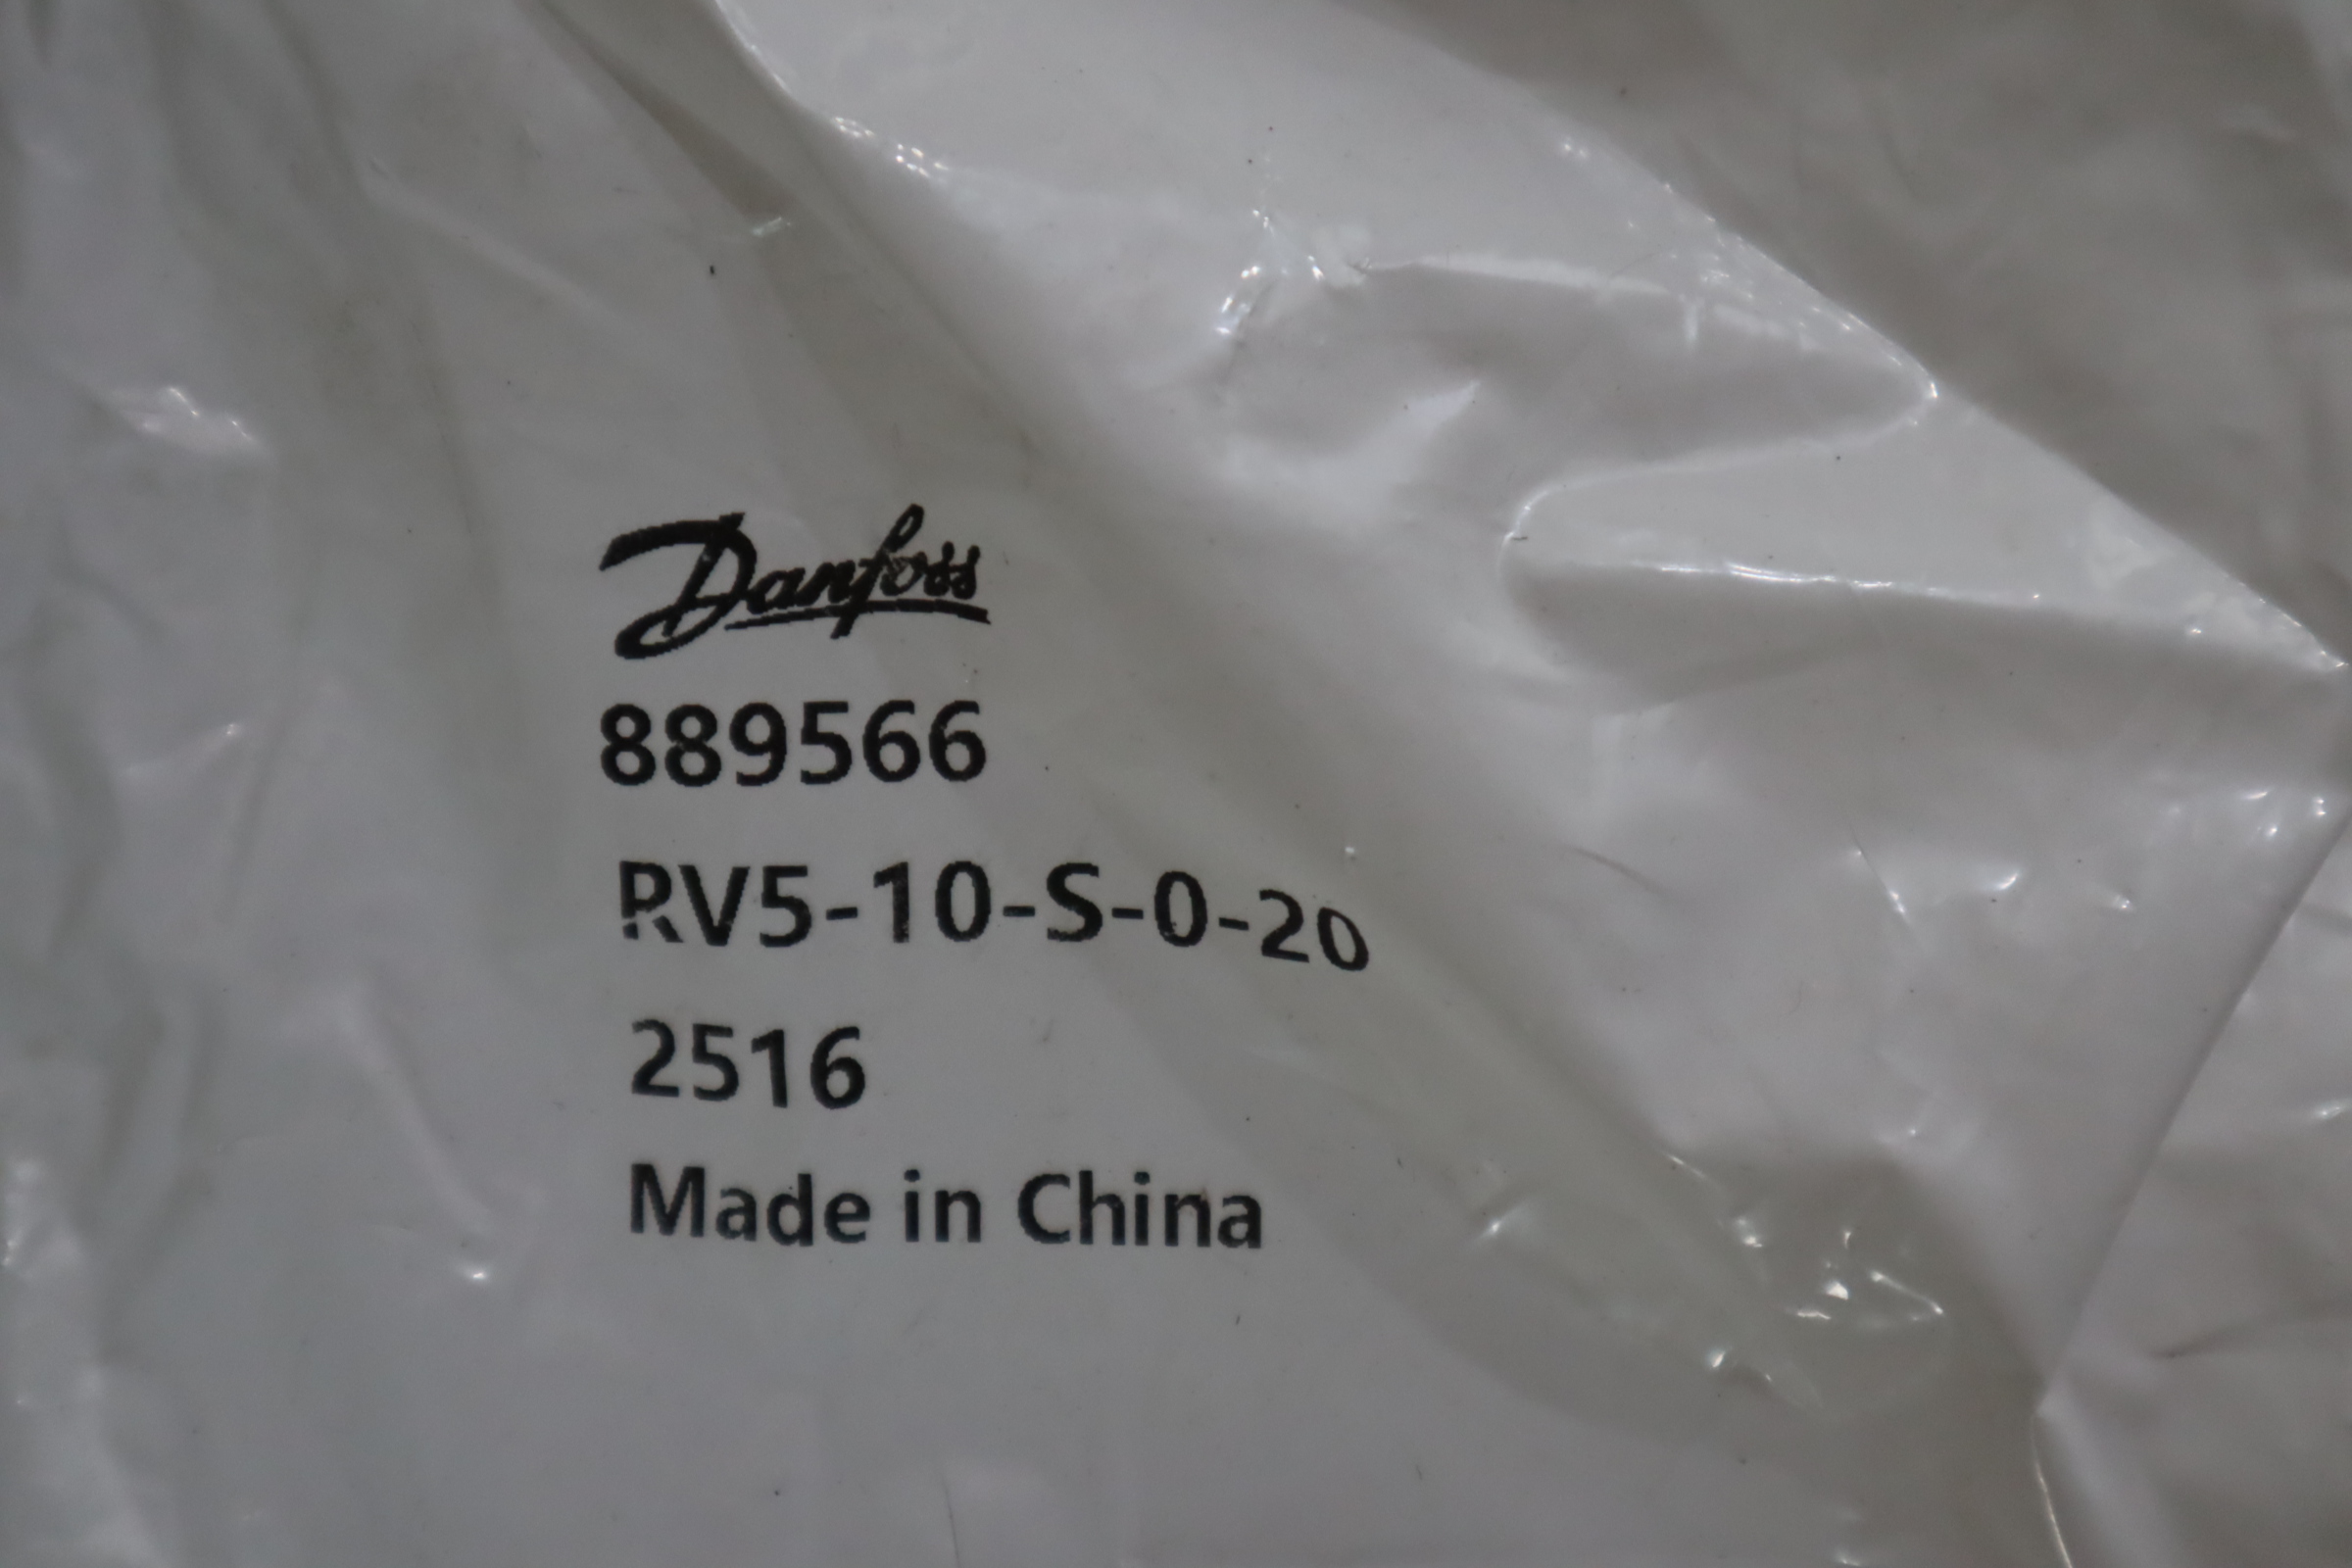 Danfoss
889566
RV5-10-S-0-20
2516
Made in China